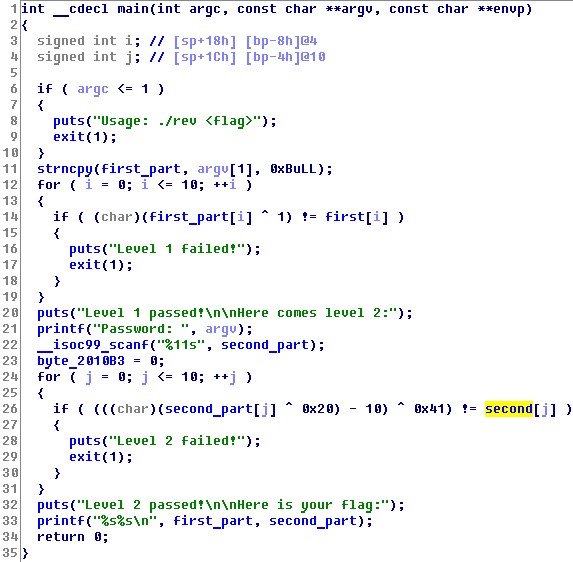 1 int __cdecl main(int argc, const char **argv, const char **envp)
2 {
3 signed int i; // [sp+18h] [bp-8h]@4
4 signed int j; // [sp+1Ch] [bp-4h]@10
5
6 if ( argc <= 1 )
7 {
8 puts("Usage: ./rev <flag>");
9 exit(1);
10 }
11 strncpy(first_part, argv[1], 0xBuLL);
12 for ( i = 0; i <= 10; ++i )
13 {
14 if ( (char)(first_part[i] ^ 1) != first[i] )
15 {
16 puts("Level 1 failed!");
17 exit(1);
18 }
19 }
20 puts("Level 1 passed!\n\nHere comes level 2:");
21 printf("Password: ", argv);
22 __isoc99_scanf("%11s", second_part);
23 byte_2010B3 = 0;
24 for ( j = 0; j <= 10; ++j )
25 {
26 if ( (((char)(second_part[j] ^ 0x20) - 10) ^ 0x41) != second[j] )
27 {
28 puts("Level 2 failed!");
29 exit(1);
30 }
31 }
32 puts("Level 2 passed!\n\nHere is your flag:");
33 printf("%s%s\n", first_part, second_part);
34 return 0;
35 }